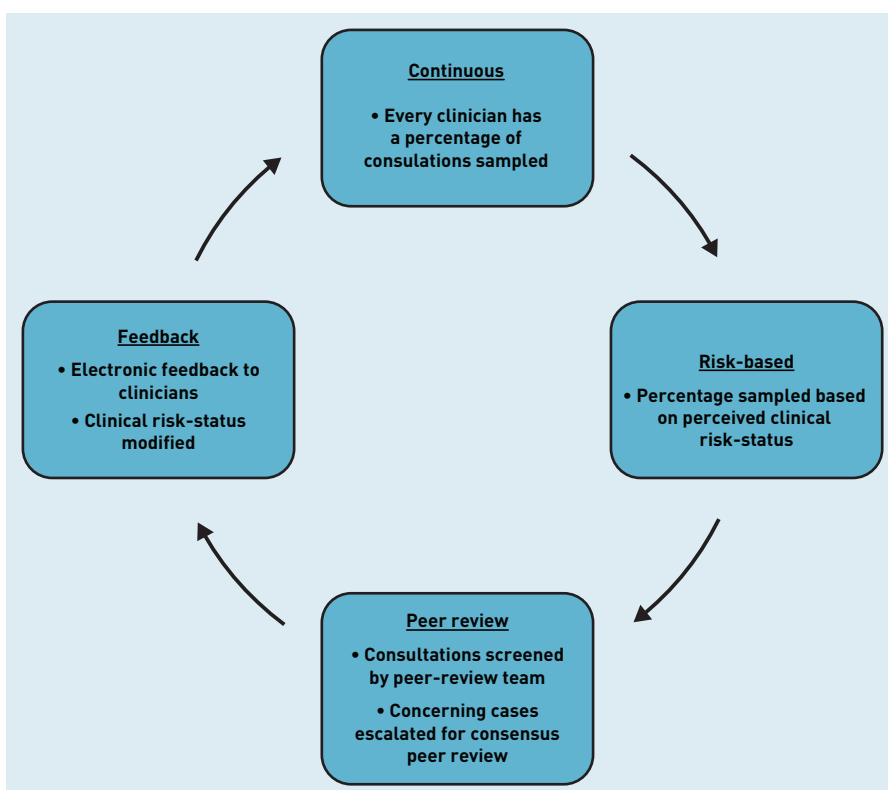 Continuous
• Every clinician has
a percentage of
consulations sampled
Risk-based
• Percentage sampled based
on perceived clinical
risk-status
Peer review
• Consultations screened
by peer-review team
• Concerning cases
escalated for consensus
peer review
Feedback
• Electronic feedback to
clinicians
• Clinical risk-status
modified